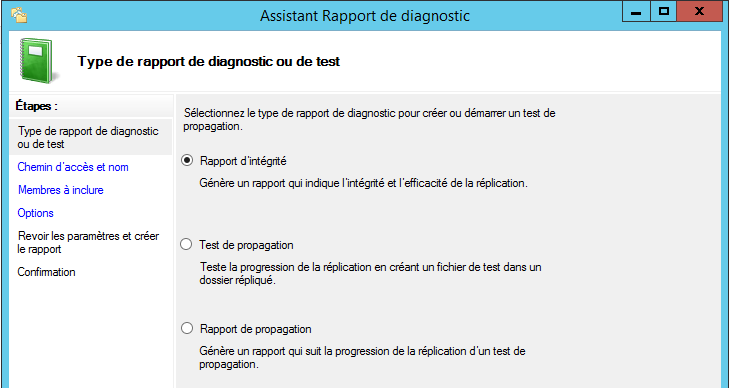 Assistant Rapport de diagnostic
Type de rapport de diagnostic ou de test
Étapes :
Type de rapport de diagnostic
ou de test
Chemin d'accès et nom
Membres à inclure
Options
Revoir les paramètres et créer
le rapport
Confirmation
Sélectionnez le type de rapport de diagnostic pour créer ou démarrer un test de
propagation.
Rapport d'intégrité
Génère un rapport qui indique l'intégrité et l'efficacité de la réplication.
Test de propagation
Teste la progression de la réplication en créant un fichier de test dans un
dossier répliqué.
Rapport de propagation
Génère un rapport qui suit la progression de la réplication d'un test de
propagation.